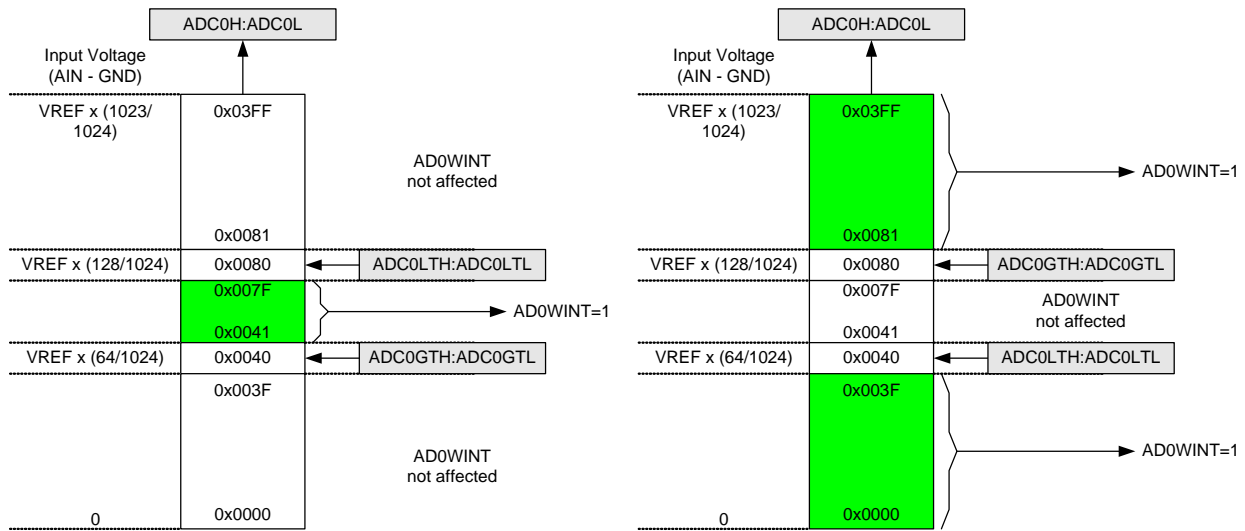 ADC0H:ADC0L
Input Voltage
(AIN - GND)
VREF x (1023/
1024)
0x03FF
AD0WINT
not affected
0x0081
VREF x (128/1024)
0x0080
ADC0LTH:ADC0LTL
0x007F
AD0WINT=1
0x0041
VREF x (64/1024)
0x0040
ADC0GTH:ADC0GTL
0x003F
AD0WINT
not affected
0
0x0000
ADC0H:ADC0L
Input Voltage
(AIN - GND)
VREF x (1023/
1024)
0x03FF
AD0WINT=1
0x0081
VREF x (128/1024)
0x0080
ADC0GTH:ADC0GTL
0x007F
AD0WINT
not affected
0x0041
VREF x (64/1024)
0x0040
ADC0LTH:ADC0LTL
0x003F
AD0WINT=1
0
0x0000